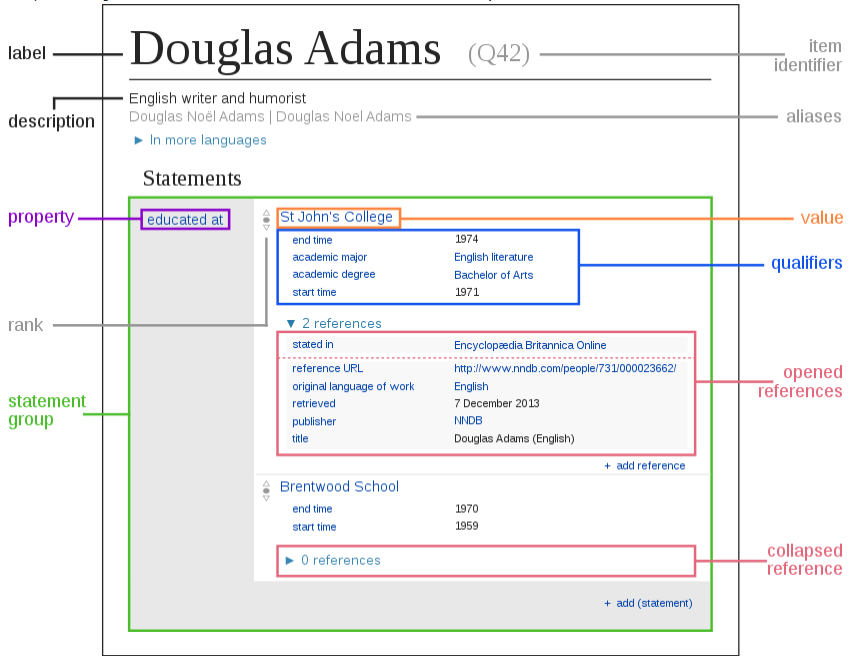 label
Douglas Adams (Q42)
item
identifier
description
English writer and humorist
Douglas Noël Adams | Douglas Noel Adams
aliases
► In more languages
Statements
property
educated at
St John's College
value
end time 1974
academic major English literature
academic degree Bachelor of Arts
start time 1971
qualifiers
rank
▼ 2 references
stated in Encyclopædia Britannica Online
reference URL http://www.nndb.com/people/731/000023662/
original language of work English
retrieved 7 December 2013
publisher NNDB
title Douglas Adams (English)
opened
references
statement
group
+ add reference
Brentwood School
end time 1970
start time 1959
► 0 references
collapsed
reference
+ add (statement)